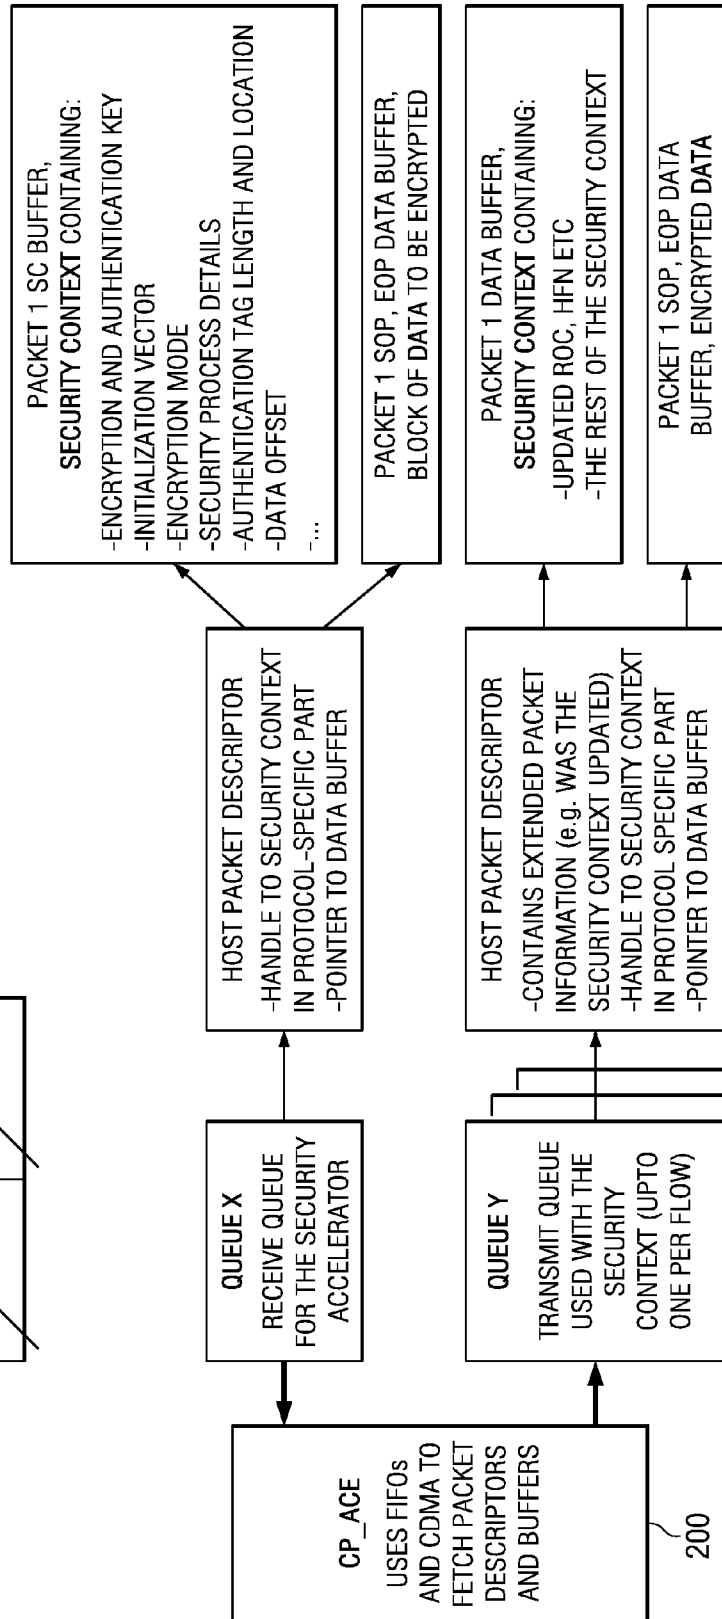 CP_ACE
USES FIFOs
AND CDMA TO
FETCH PACKET
DESCRIPTORS
AND BUFFERS
200
QUEUE X
RECEIVE QUEUE
FOR THE SECURITY
ACCELERATOR
HOST PACKET DESCRIPTOR
-HANDLE TO SECURITY CONTEXT
IN PROTOCOL-SPECIFIC PART
-POINTER TO DATA BUFFER
PACKET 1 SC BUFFER,
SECURITY CONTEXT CONTAINING:
-ENCRYPTION AND AUTHENTICATION KEY
-INITIALIZATION VECTOR
-ENCRYPTION MODE
-SECURITY PROCESS DETAILS
-AUTHENTICATION TAG LENGTH AND LOCATION
-DATA OFFSET
-...
PACKET 1 SOP, EOP DATA BUFFER,
BLOCK OF DATA TO BE ENCRYPTED
QUEUE Y
TRANSMIT QUEUE
USED WITH THE
SECURITY
CONTEXT (UPTO
ONE PER FLOW)
HOST PACKET DESCRIPTOR
-CONTAINS EXTENDED PACKET
INFORMATION (e.g. WAS THE
SECURITY CONTEXT UPDATED)
-HANDLE TO SECURITY CONTEXT
IN PROTOCOL SPECIFIC PART
-POINTER TO DATA BUFFER
PACKET 1 DATA BUFFER,
SECURITY CONTEXT CONTAINING:
-UPDATED ROC, HFN ETC
-THE REST OF THE SECURITY CONTEXT
PACKET 1 SOP, EOP DATA
BUFFER, ENCRYPTED DATA